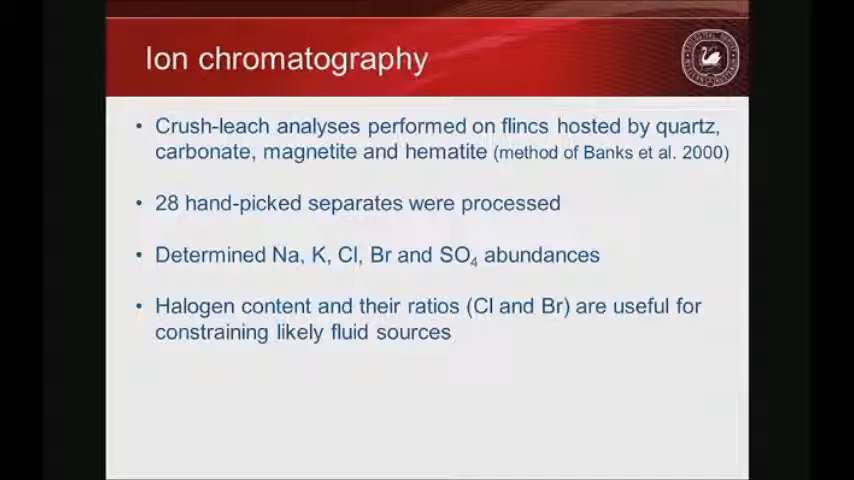 Ion chromatography
• Crush-leach analyses performed on flincs hosted by quartz,
carbonate, magnetite and hematite (method of Banks et al. 2000)
• 28 hand-picked separates were processed
• Determined Na, K, Cl, Br and SO₄ abundances
• Halogen content and their ratios (Cl and Br) are useful for
constraining likely fluid sources